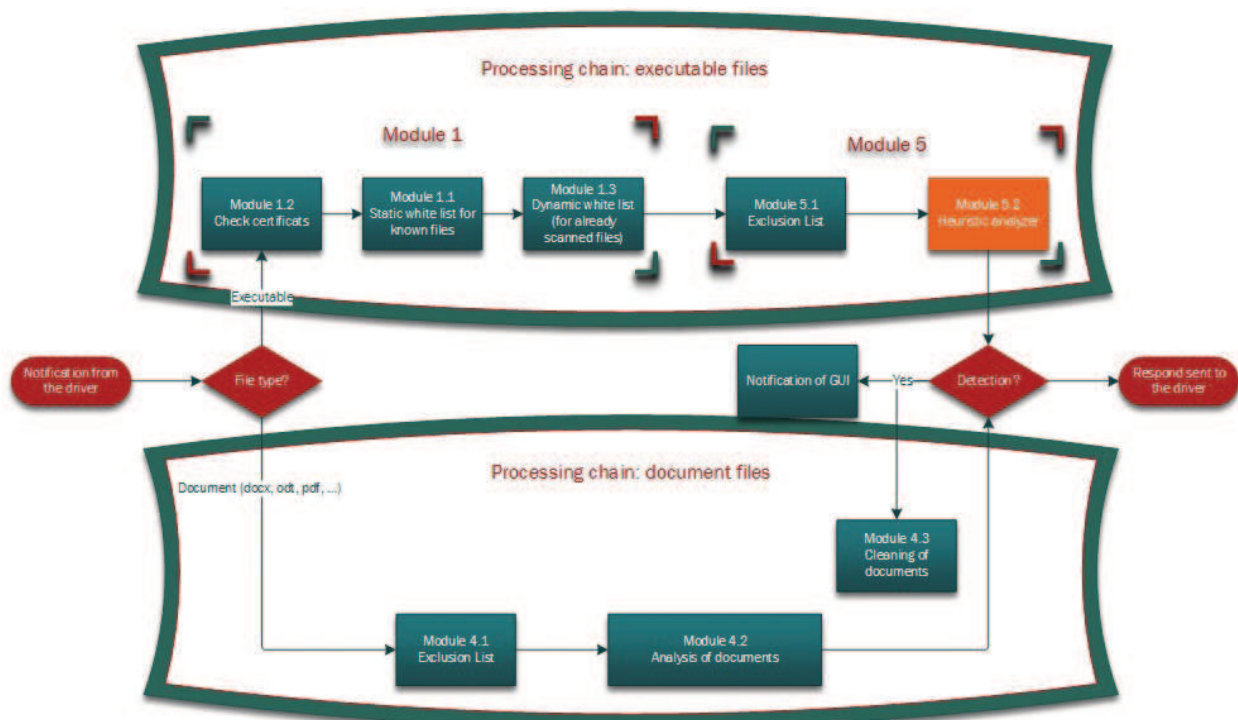 Processing chain: executable files
Module 1
Module 5
Module 1.2
Check certificats
Module 1.1
Static white list for
known files
Module 1.3
Dynamic white list
(for already
scanned files)
Module 5.1
Exclusion List
Module 5.2
Heuristic analyzer
Executable
Notification from
the driver
File type?
Notification of GUI
Yes
Detection?
Respond sent to
the driver
Processing chain: document files
Document (docx, odt, pdf, ...)
Module 4.3
Cleaning of
documents
Module 4.1
Exclusion List
Module 4.2
Analysis of documents